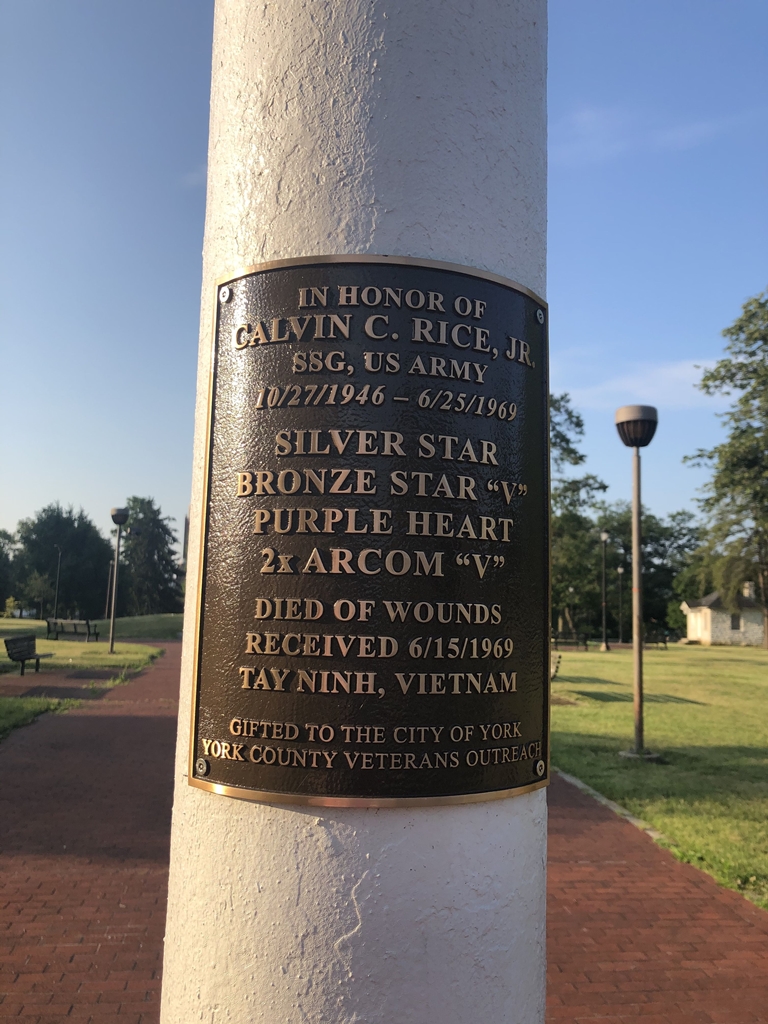 IN HONOR OF
CALVIN C. RICE, JR.
SSG, US ARMY
10/27/1946 – 6/25/1969
SILVER STAR
BRONZE STAR “V”
PURPLE HEART
2x ARCOM “V”
DIED OF WOUNDS
RECEIVED 6/15/1969
TAY NINH, VIETNAM
GIFTED TO THE CITY OF YORK
YORK COUNTY VETERANS OUTREACH